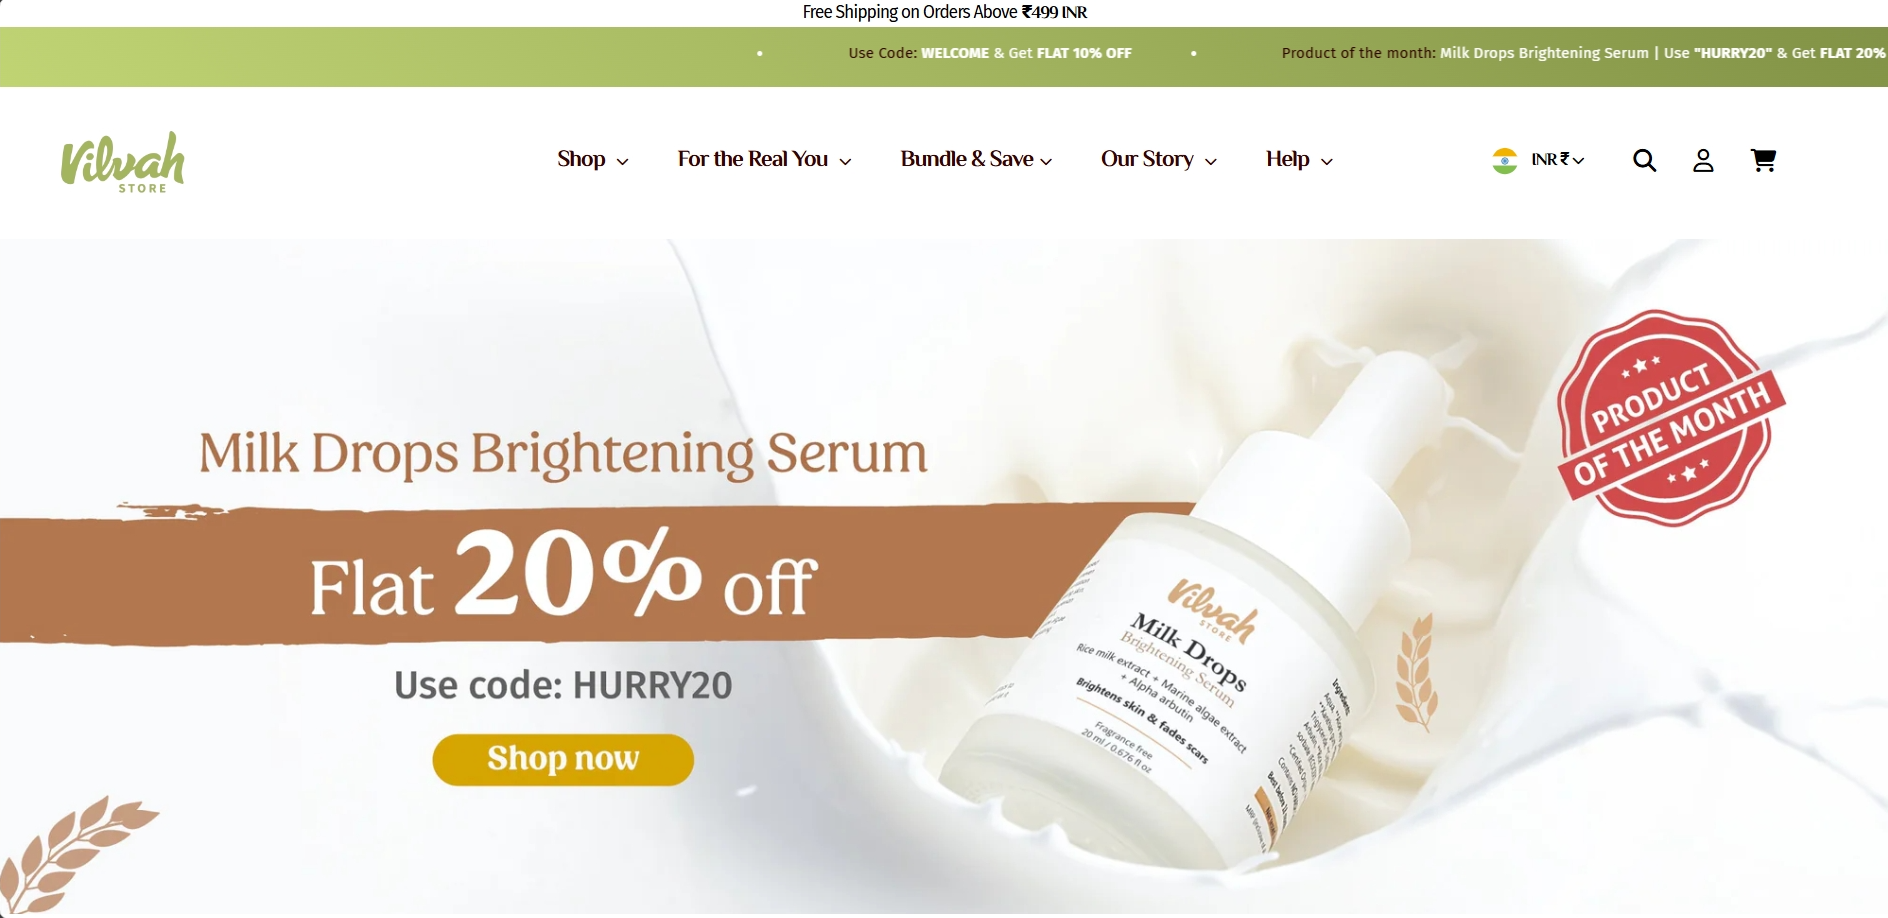 Free Shipping on Orders Above ₹499 INR
• Use Code: WELCOME & Get FLAT 10% OFF • Product of the month: Milk Drops Brightening Serum | Use "HURRY20" & Get FLAT 20%
Vilvah
STORE
Shop
For the Real You
Bundle & Save
Our Story
Help
INR ₹
PRODUCT
OF THE MONTH
Milk Drops Brightening Serum
Flat 20% off
Use code: HURRY20
Shop now
Vilvah
STORE
Milk Drops
Brightening Serum
Rice milk extract + Marine algae extract
+ Alpha arbutin
Brightens skin & fades scars
Fragrance free
20 ml / 0.676 fl oz
Ingredients